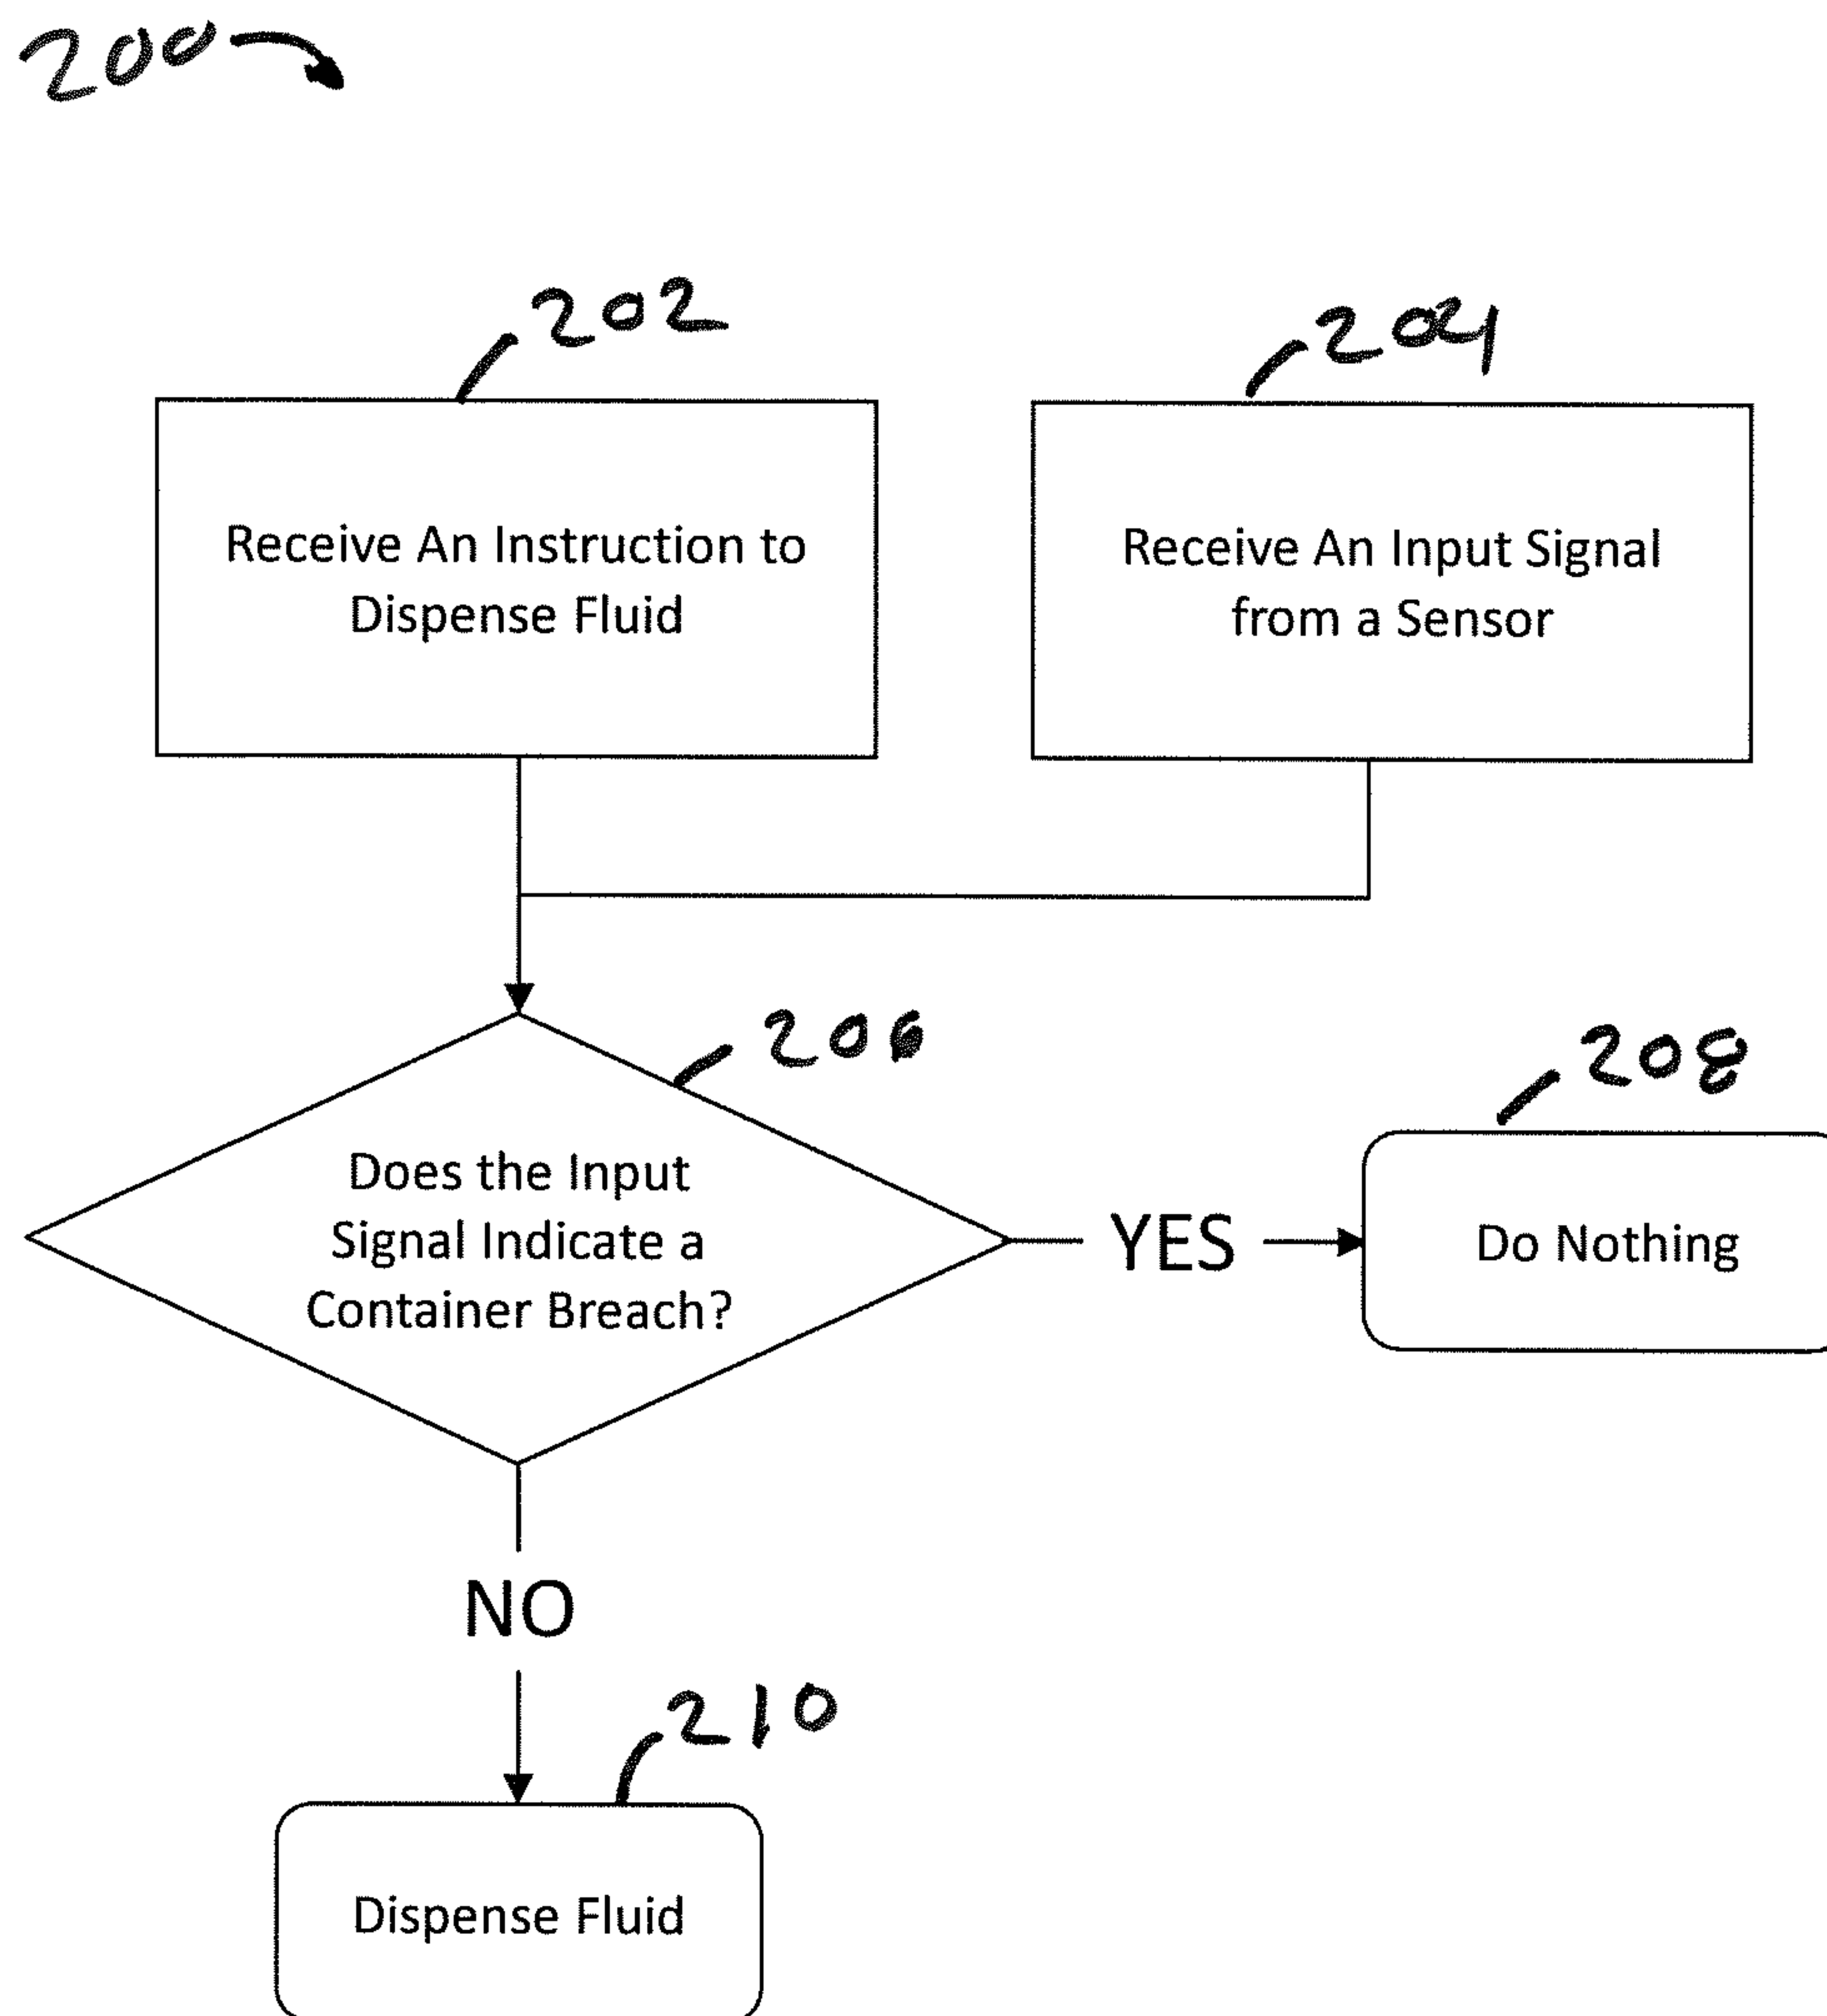 200
202
204
Receive An Instruction to
Dispense Fluid
Receive An Input Signal
from a Sensor
206
208
Does the Input
Signal Indicate a
Container Breach?
YES
Do Nothing
NO
210
Dispense Fluid